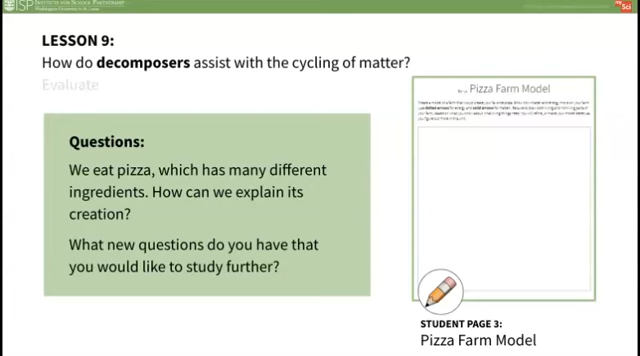 ISP
INSTITUTE FOR SCHOOL PARTNERSHIP
Washington University in St. Louis
my
Sci
LESSON 9:
How do decomposers assist with the cycling of matter?
Evaluate
Questions:
We eat pizza, which has many different
ingredients. How can we explain its
creation?
What new questions do you have that
you would like to study further?
Pizza Farm Model
STUDENT PAGE 3:
Pizza Farm Model